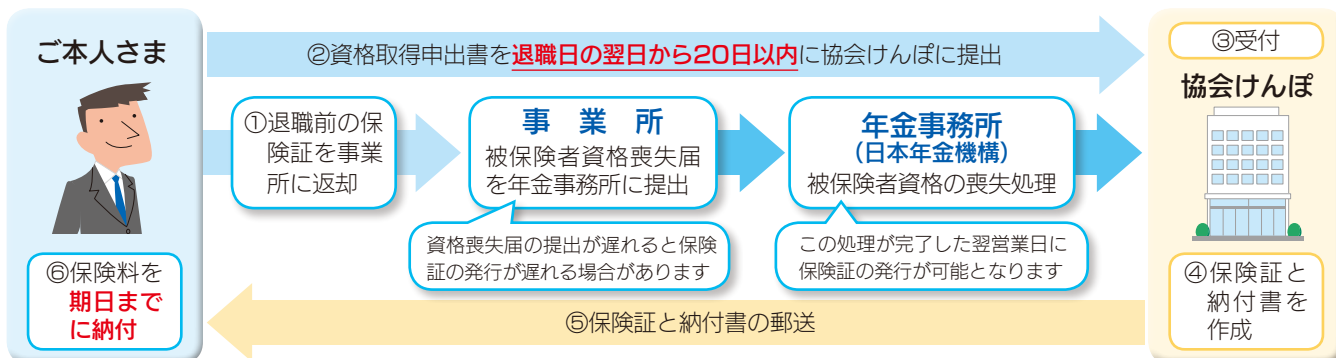 ご本人さま
②資格取得申出書を退職日の翌日から20日以内に協会けんぽに提出
③受付
協会けんぽ
①退職前の保
険証を事業
所に返却
事業所
被保険者資格喪失届
を年金事務所に提出
年金事務所
(日本年金機構)
被保険者資格の喪失処理
資格喪失届の提出が遅れると保険
証の発行が遅れる場合があります
この処理が完了した翌営業日に
保険証の発行が可能となります
④保険証と
納付書を
作成
⑤保険証と納付書の郵送
⑥保険料を
期日まで
に納付